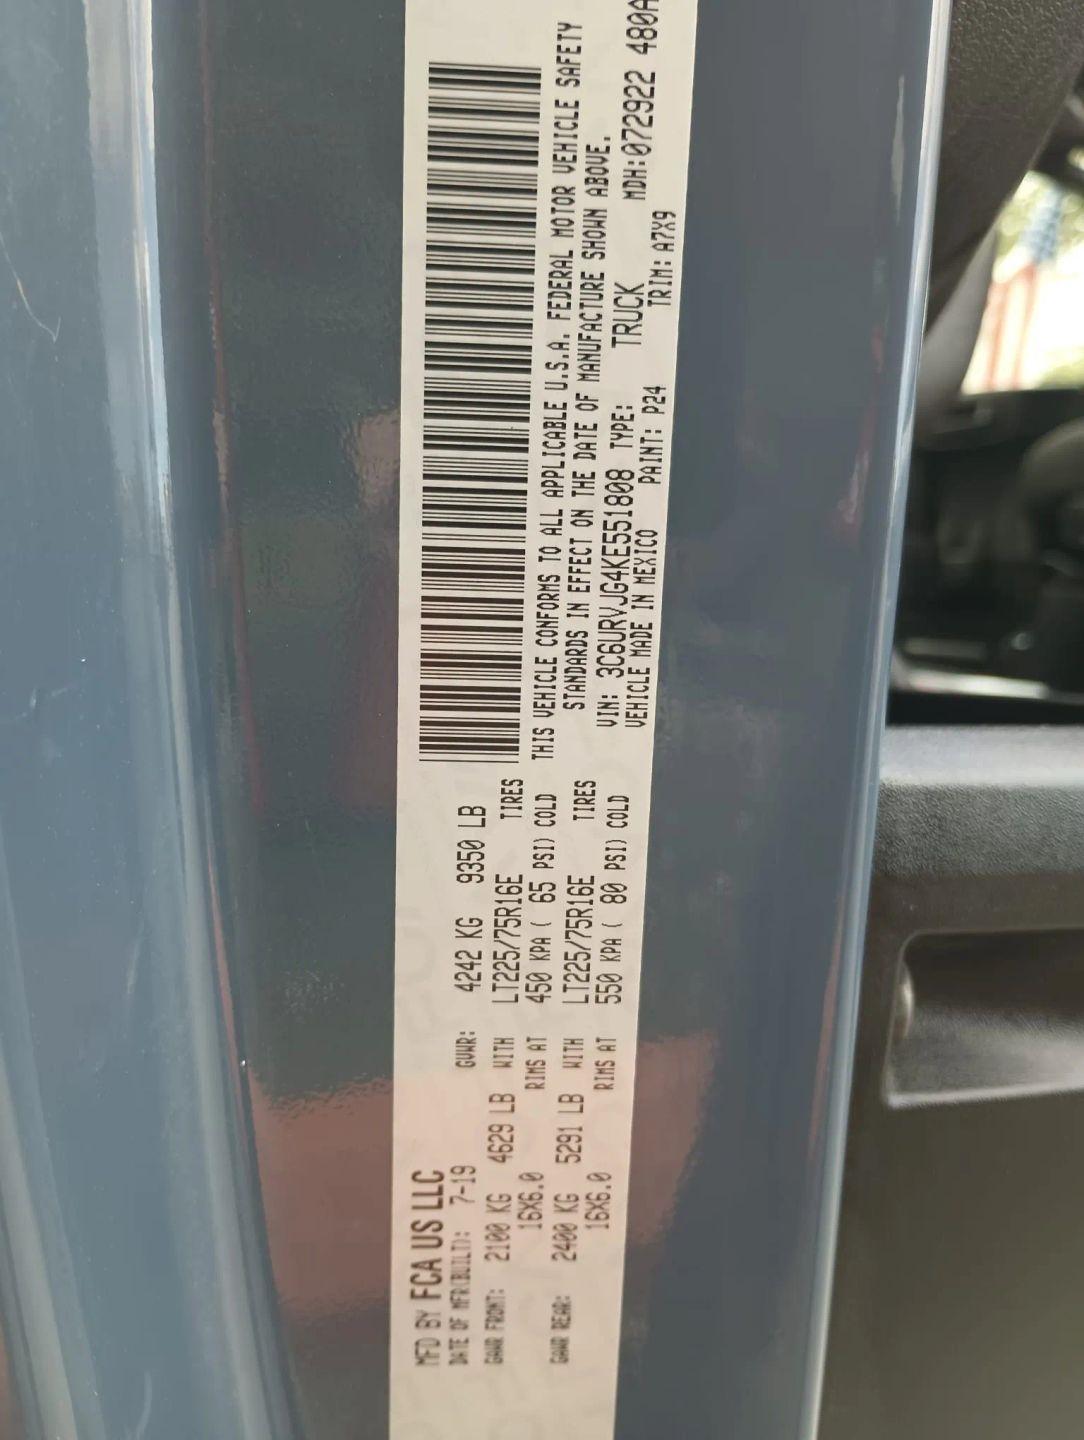 MFD BY FCA US LLC
DATE OF MFR(BUILT): 7-19 GVWR: 4242 KG 9350 LB
GAWR FRONT: 2100 KG 4629 LB WITH LT225/75R16E TIRES
16X6.0 RIMS AT 450 KPA ( 65 PSI) COLD
GAWR REAR: 2400 KG 5291 LB WITH LT225/75R16E TIRES
16X6.0 RIMS AT 550 KPA ( 80 PSI) COLD
THIS VEHICLE CONFORMS TO ALL APPLICABLE U.S.A. FEDERAL MOTOR VEHICLE SAFETY
STANDARDS IN EFFECT ON THE DATE OF MANUFACTURE SHOWN ABOVE.
VIN: 3C6URVJG4KE551808 TYPE: TRUCK MDH:072922 480A
VEHICLE MADE IN MEXICO PAINT: P24 TRIM: A7X9